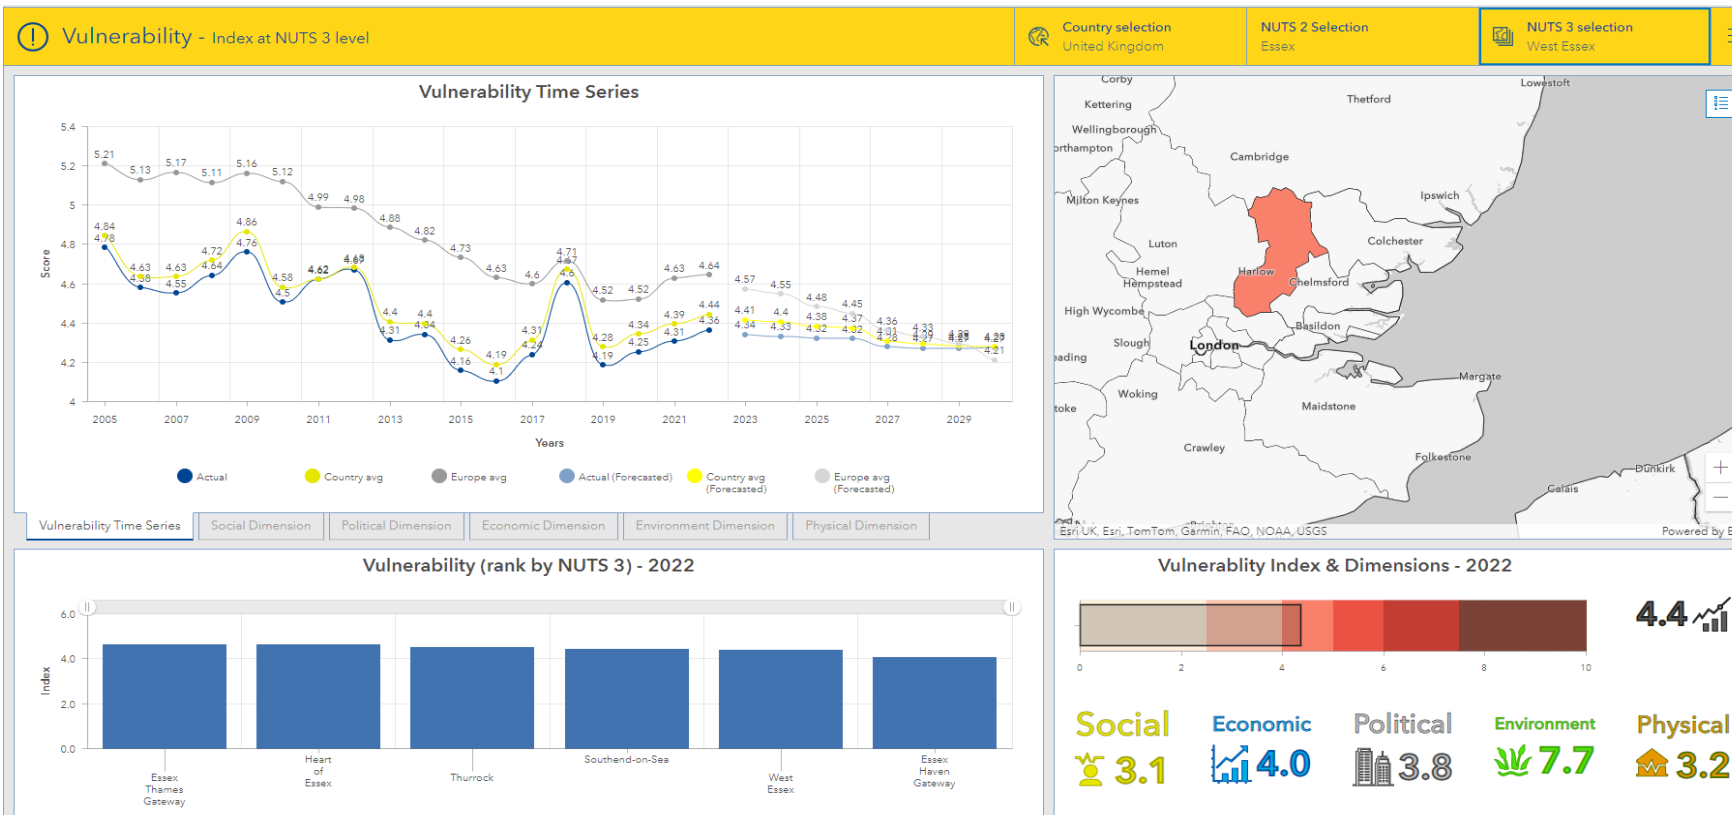 Vulnerability - Index at NUTS 3 level
Country selection
United Kingdom
NUTS 2 Selection
Essex
NUTS 3 selection
West Essex
Vulnerability Time Series
5.4
5.2
5
4.8
4.6
4.4
4.2
4
Score
5.21
5.13
5.17
5.11
5.16
5.12
4.99
4.98
4.88
4.82
4.73
4.63
4.6
4.71
4.52
4.52
4.63
4.64
4.84
4.63
4.63
4.72
4.86
4.58
4.62
4.4
4.4
4.26
4.19
4.31
4.28
4.34
4.39
4.44
4.78
4.58
4.55
4.64
4.76
4.5
4.31
4.34
4.16
4.1
4.24
4.6
4.19
4.25
4.31
4.36
4.57
4.55
4.48
4.45
4.36
4.33
4.21
4.41
4.4
4.38
4.37
4.34
4.33
4.32
4.32
4.28
4.27
2005
2007
2009
2011
2013
2015
2017
2019
2021
2023
2025
2027
2029
Years
Actual
Country avg
Europe avg
Actual (Forecasted)
Country avg
(Forecasted)
Europe avg
(Forecasted)
Vulnerability Time Series
Social Dimension
Political Dimension
Economic Dimension
Environment Dimension
Physical Dimension
Corby
Lowestoft
Kettering
Thetford
Wellingborough
orthampton
Cambridge
Milton Keynes
Ipswich
Luton
Colchester
Hemel
Hempstead
Harlow
Chelmsford
High Wycombe
Basildon
Slough
London
eading
Margate
Woking
toke
Maidstone
Crawley
Folkestone
Dunkirk
Calais
Brighton
Esri UK, Esri, TomTom, Garmin, FAO, NOAA, USGS
Powered by E
Vulnerability (rank by NUTS 3) - 2022
6.0
4.0
2.0
0.0
Index
Essex
Thames
Gateway
Heart
of
Essex
Thurrock
Southend-on-Sea
West
Essex
Essex
Haven
Gateway
Vulnerablity Index & Dimensions - 2022
0
2
4
6
8
10
4.4
Social
3.1
Economic
4.0
Political
3.8
Environment
7.7
Physical
3.2